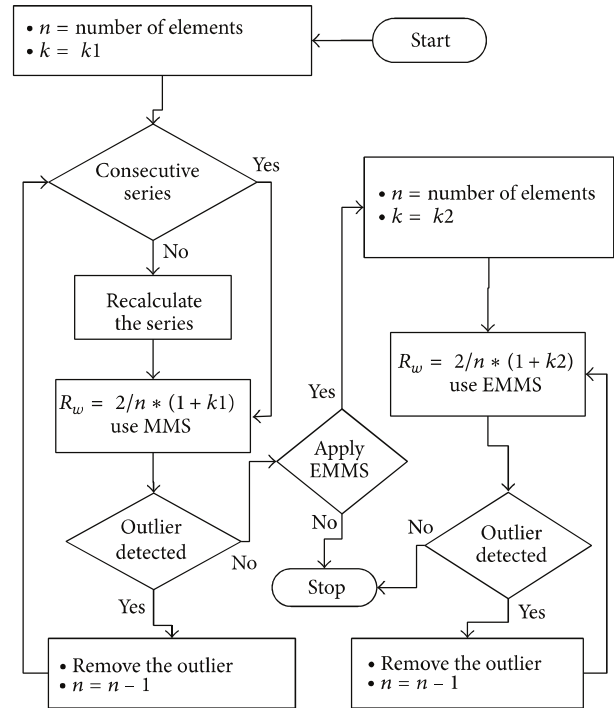 • n = number of elements
• k = k1
Start
Consecutive
series
Yes
No
Recalculate
the series
R_w = 2/n * (1 + k1)
use MMS
Outlier
detected
No
Yes
• Remove the outlier
• n = n − 1
Apply
EMMS
Yes
No
Stop
• n = number of elements
• k = k2
R_w = 2/n * (1 + k2)
use EMMS
Outlier
detected
No
Yes
• Remove the outlier
• n = n − 1